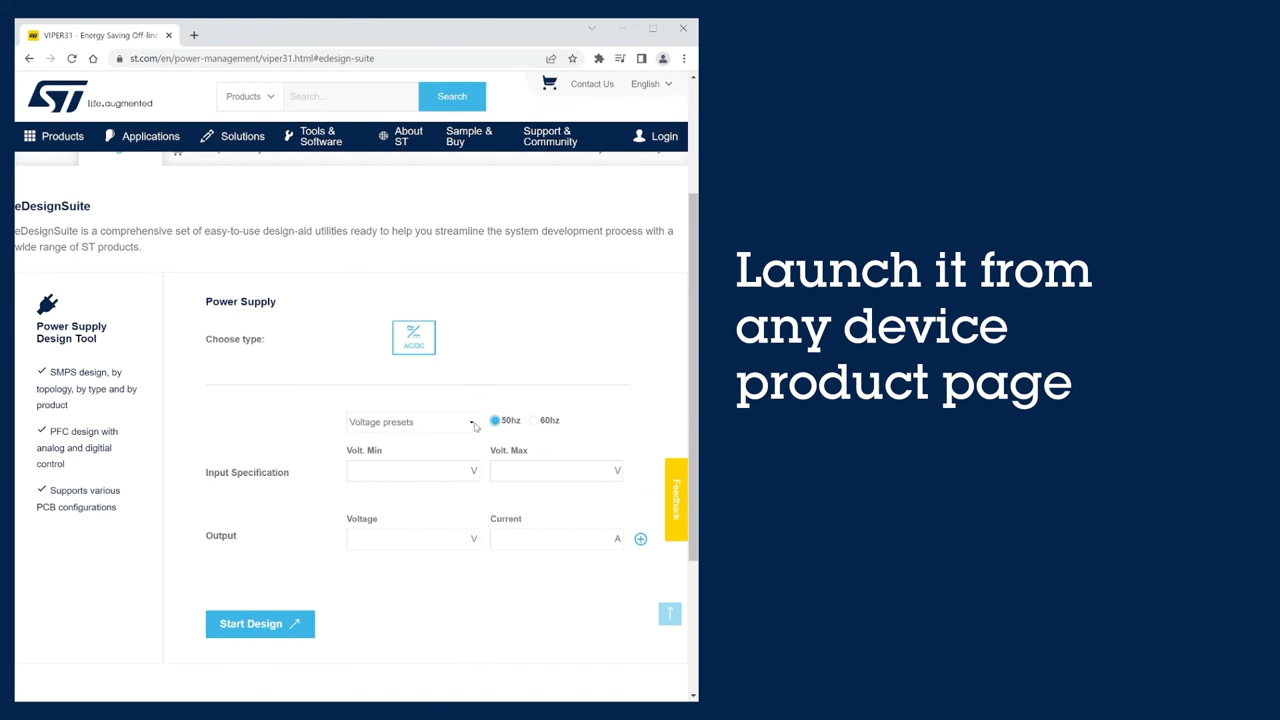 VIPER31 - Energy Saving Off-line
st.com/en/power-management/viper31.html#edesign-suite
ST life.augmented
Products
Search...
Search
Contact Us
English
Products
Applications
Solutions
Tools &
Software
About
ST
Sample &
Buy
Support &
Community
Login
eDesignSuite
eDesignSuite is a comprehensive set of easy-to-use design-aid utilities ready to help you streamline the system development process with a
wide range of ST products.
Power Supply
Design Tool
SMPS design, by
topology, by type and by
product
PFC design with
analog and digitial
control
Supports various
PCB configurations
Power Supply
Choose type:
AC/DC
Voltage presets
50hz
60hz
Volt. Min
Volt. Max
Input Specification
V
V
Voltage
Current
Output
V
A
Start Design
Feedback
Launch it from
any device
product page